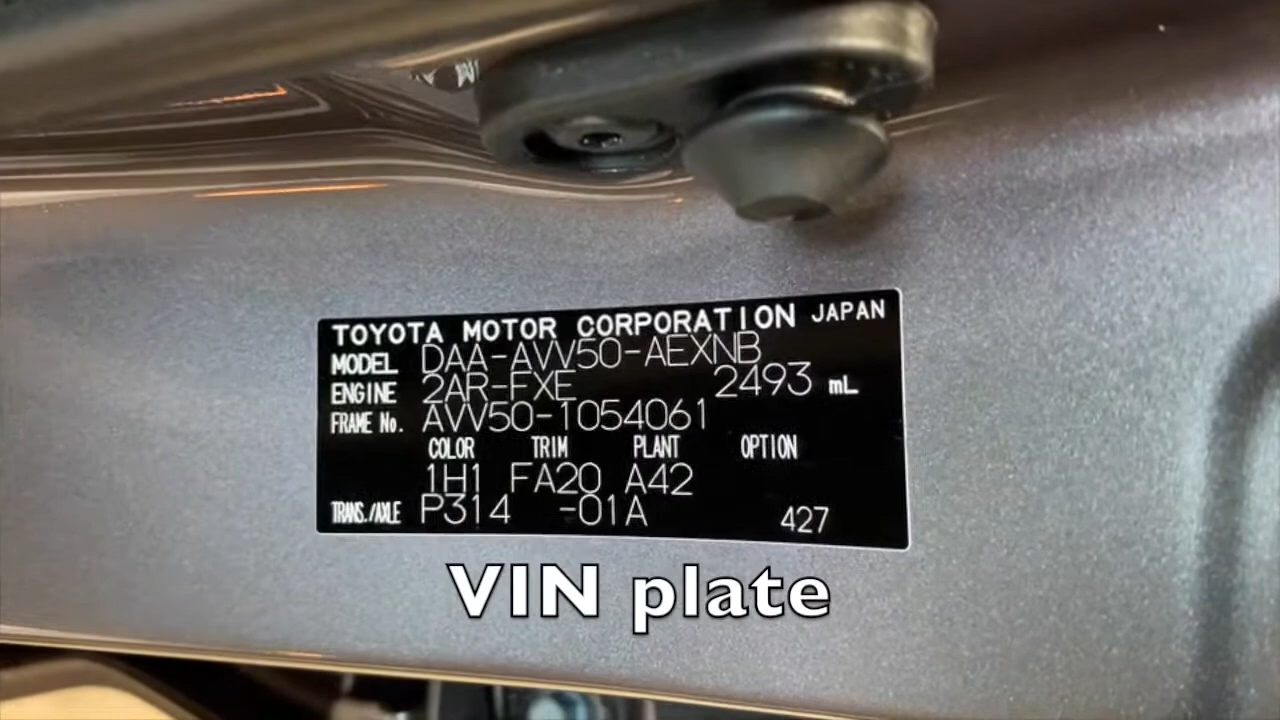 TOYOTA MOTOR CORPORATION JAPAN
MODEL DAA-AVV50-AEXNB
ENGINE 2AR-FXE 2493 mL
FRAME No. AVV50-1054061
COLOR TRIM PLANT OPTION
1H1 FA20 A42
TRANS./AXLE P314 -01A 427
VIN plate